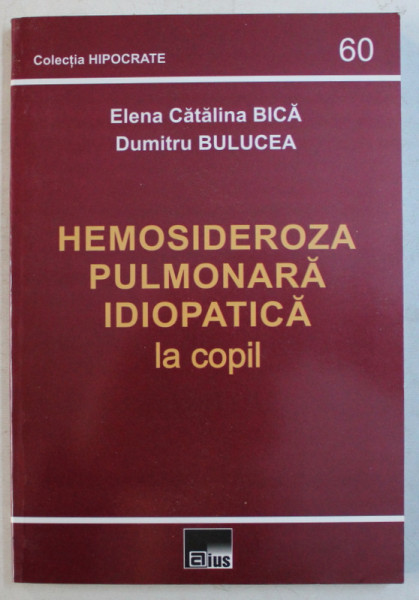 Colecția HIPOCRATE
60
Elena Cătălina BICĂ
Dumitru BULUCEA
HEMOSIDEROZA
PULMONARĂ
IDIOPATICĂ
la copil
aius